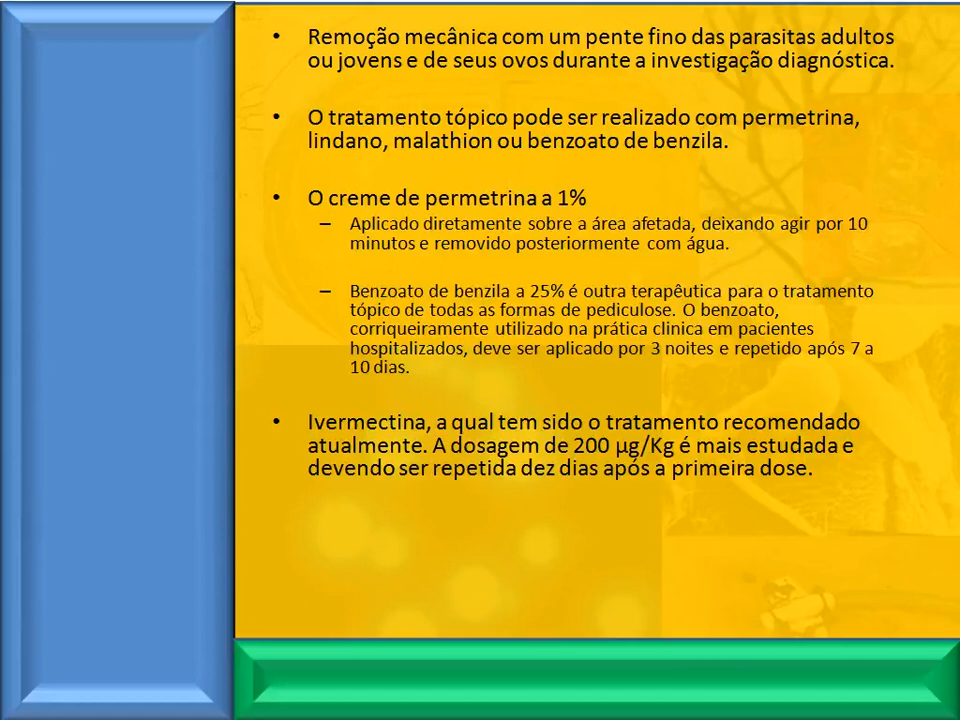 • Remoção mecânica com um pente fino das parasitas adultos
ou jovens e de seus ovos durante a investigação diagnóstica.
• O tratamento tópico pode ser realizado com permetrina,
lindano, malathion ou benzoato de benzila.
• O creme de permetrina a 1%
– Aplicado diretamente sobre a área afetada, deixando agir por 10
minutos e removido posteriormente com água.
– Benzoato de benzila a 25% é outra terapêutica para o tratamento
tópico de todas as formas de pediculose. O benzoato,
corriqueiramente utilizado na prática clinica em pacientes
hospitalizados, deve ser aplicado por 3 noites e repetido após 7 a
10 dias.
• Ivermectina, a qual tem sido o tratamento recomendado
atualmente. A dosagem de 200 µg/Kg é mais estudada e
devendo ser repetida dez dias após a primeira dose.